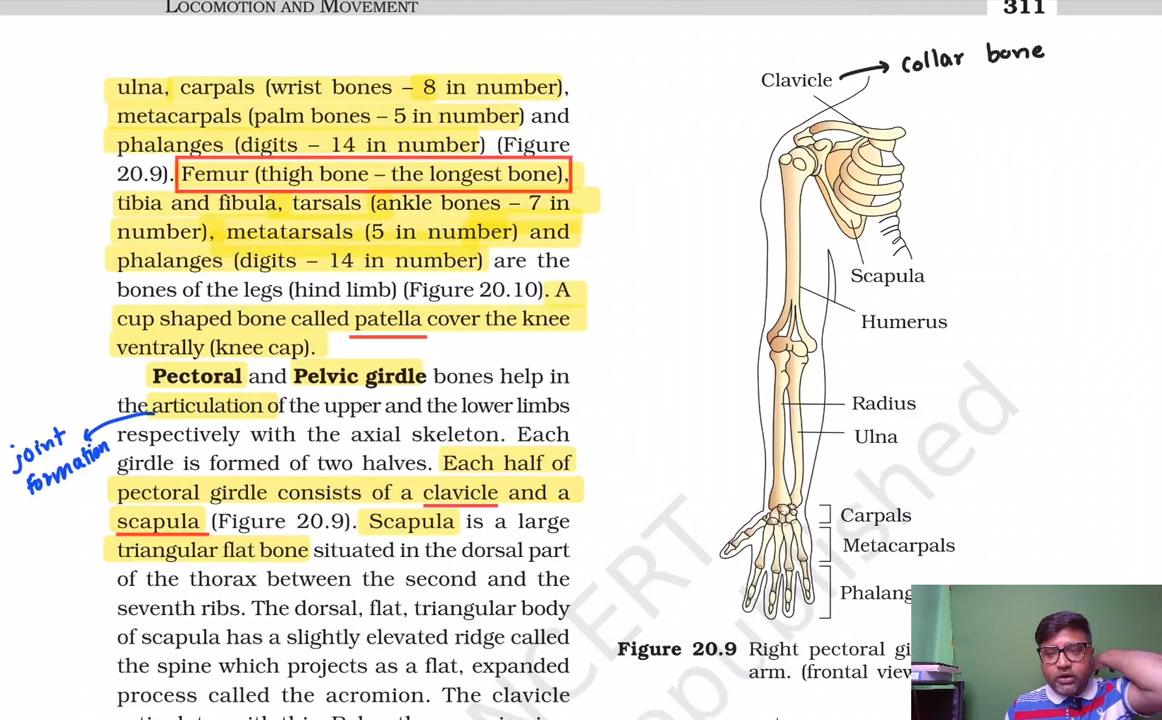 LOCOMOTION AND MOVEMENT
311
ulna, carpals (wrist bones – 8 in number),
metacarpals (palm bones – 5 in number) and
phalanges (digits – 14 in number) (Figure
20.9). Femur (thigh bone – the longest bone),
tibia and fibula, tarsals (ankle bones – 7 in
number), metatarsals (5 in number) and
phalanges (digits – 14 in number) are the
bones of the legs (hind limb) (Figure 20.10). A
cup shaped bone called patella cover the knee
ventrally (knee cap).
Pectoral and Pelvic girdle bones help in
the articulation of the upper and the lower limbs
respectively with the axial skeleton. Each
girdle is formed of two halves. Each half of
pectoral girdle consists of a clavicle and a
scapula (Figure 20.9). Scapula is a large
triangular flat bone situated in the dorsal part
of the thorax between the second and the
seventh ribs. The dorsal, flat, triangular body
of scapula has a slightly elevated ridge called
the spine which projects as a flat, expanded
process called the acromion. The clavicle
joint
formation
Clavicle
collar bone
Scapula
Humerus
Radius
Ulna
Carpals
Metacarpals
Phalang
Figure 20.9 Right pectoral gi
arm. (frontal view
NCERT
republished